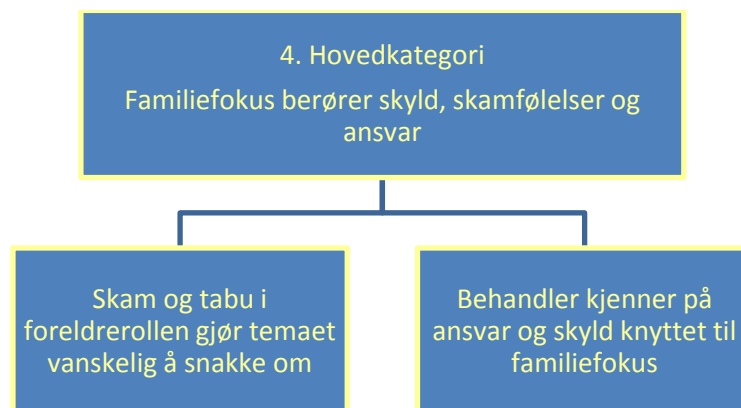 4. Hovedkategori
Familiefokus berører skyld, skamfølelser og
ansvar
Skam og tabu i
foreldrerollen gjør temaet
vanskelig å snakke om
Behandler kjenner på
ansvar og skyld knyttet til
familiefokus